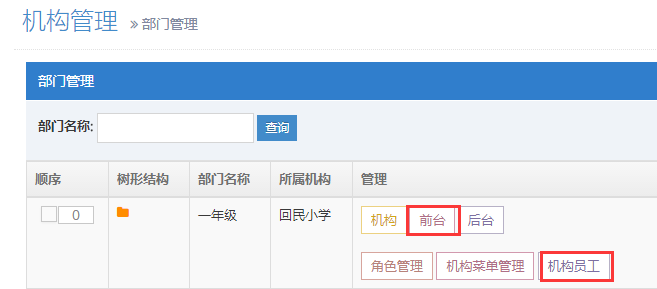 机构管理 » 部门管理
部门管理
部门名称: 查询
顺序 树形结构 部门名称 所属机构 管理
0 一年级 回民小学 机构 前台 后台
角色管理 机构菜单管理 机构员工